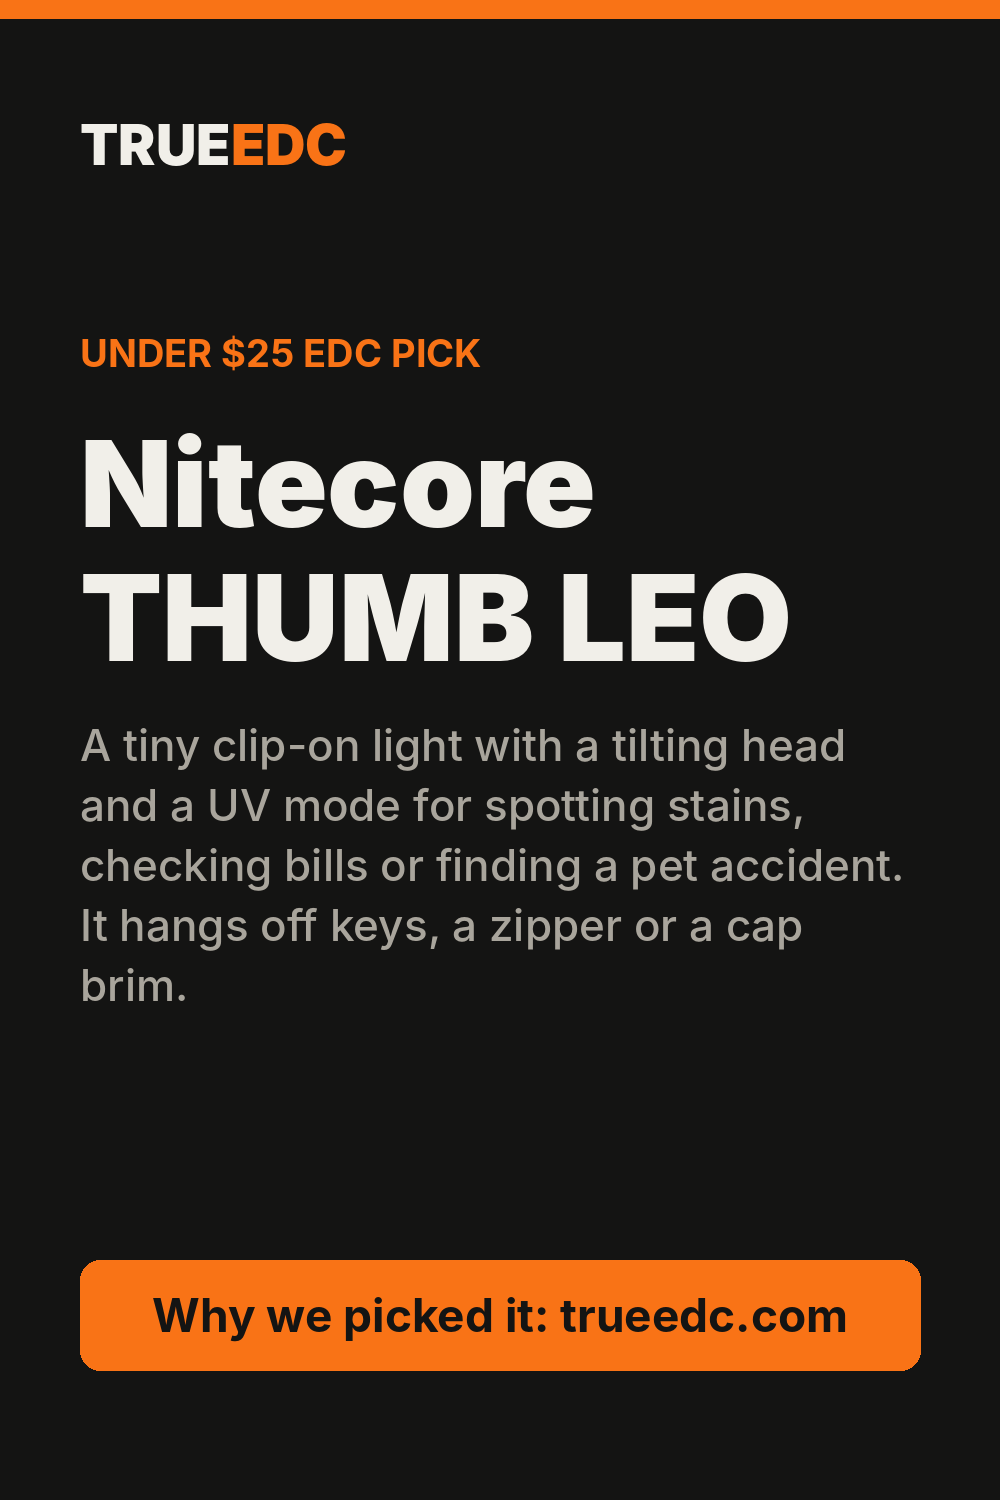 TRUEEDC
UNDER $25 EDC PICK
Nitecore
THUMB LEO
A tiny clip-on light with a tilting head
and a UV mode for spotting stains,
checking bills or finding a pet accident.
It hangs off keys, a zipper or a cap
brim.
Why we picked it: trueedc.com